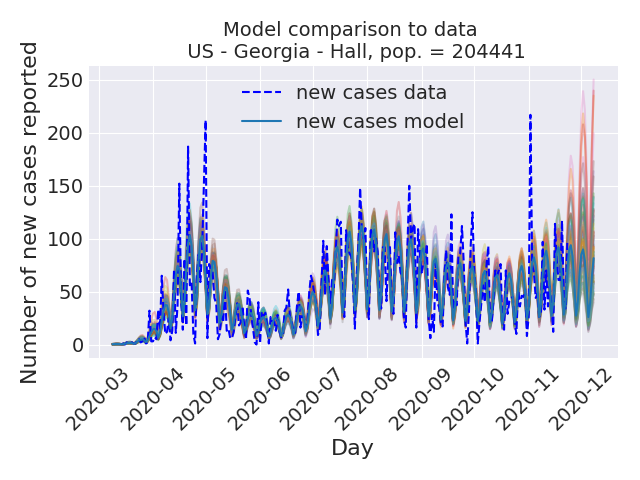 Model comparison to data
US - Georgia - Hall, pop. = 204441
Number of new cases reported
250
200
150
100
50
0
new cases data
new cases model
2020-03
2020-04
2020-05
2020-06
2020-07
2020-08
2020-09
2020-10
2020-11
2020-12
Day